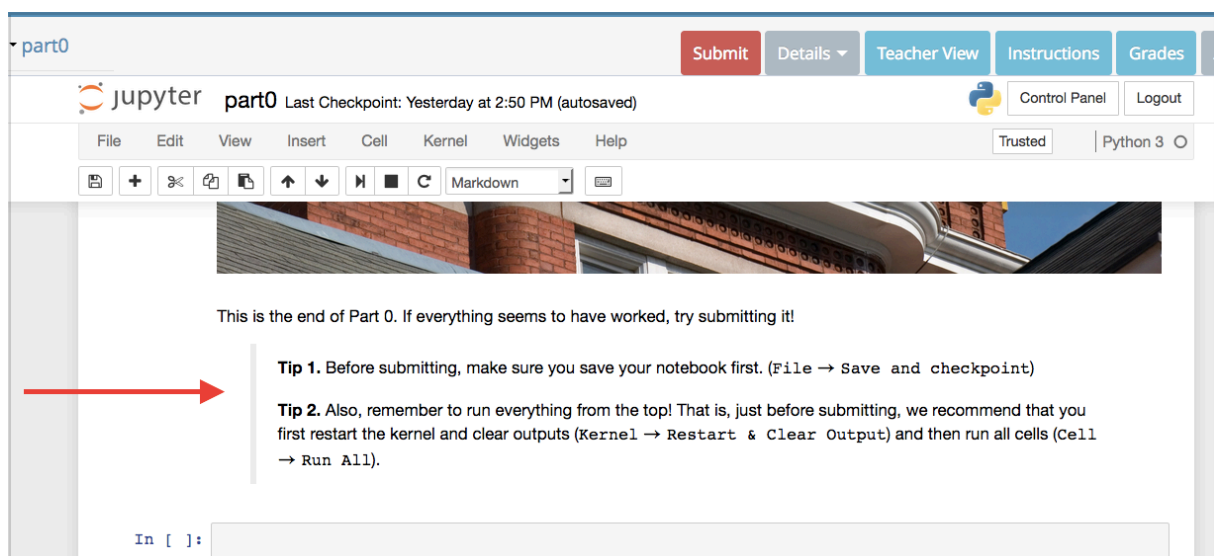 part0
Submit Details Teacher View Instructions Grades
jupyter part0 Last Checkpoint: Yesterday at 2:50 PM (autosaved) Control Panel Logout
File Edit View Insert Cell Kernel Widgets Help Trusted Python 3
Markdown
This is the end of Part 0. If everything seems to have worked, try submitting it!
Tip 1. Before submitting, make sure you save your notebook first. (File → Save and checkpoint)
Tip 2. Also, remember to run everything from the top! That is, just before submitting, we recommend that you
first restart the kernel and clear outputs (Kernel → Restart & Clear Output) and then run all cells (Cell
→ Run All).
In [ ]: